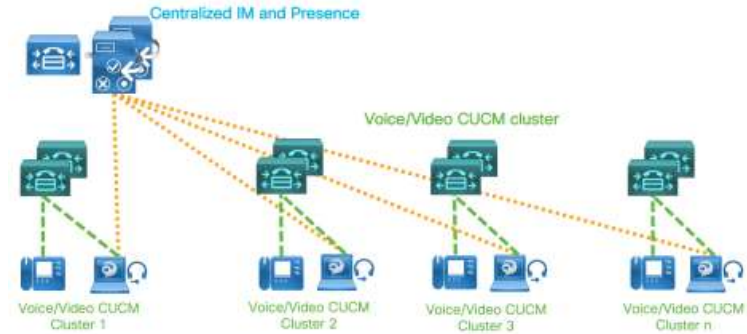 Centralized IM and Presence
Voice/Video CUCM cluster
Voice/Video CUCM
Cluster 1
Voice/Video CUCM
Cluster 2
Voice/Video CUCM
Cluster 3
Voice/Video CUCM
Cluster n